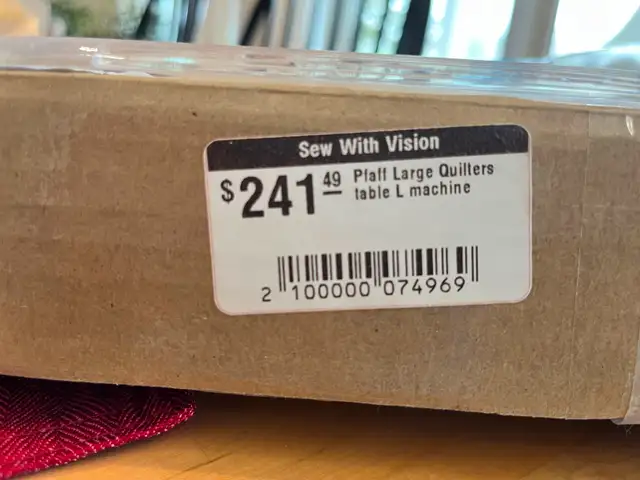 Sew With Vision
$241 49 Pfaff Large Quilters
table L machine
2 100000 074969